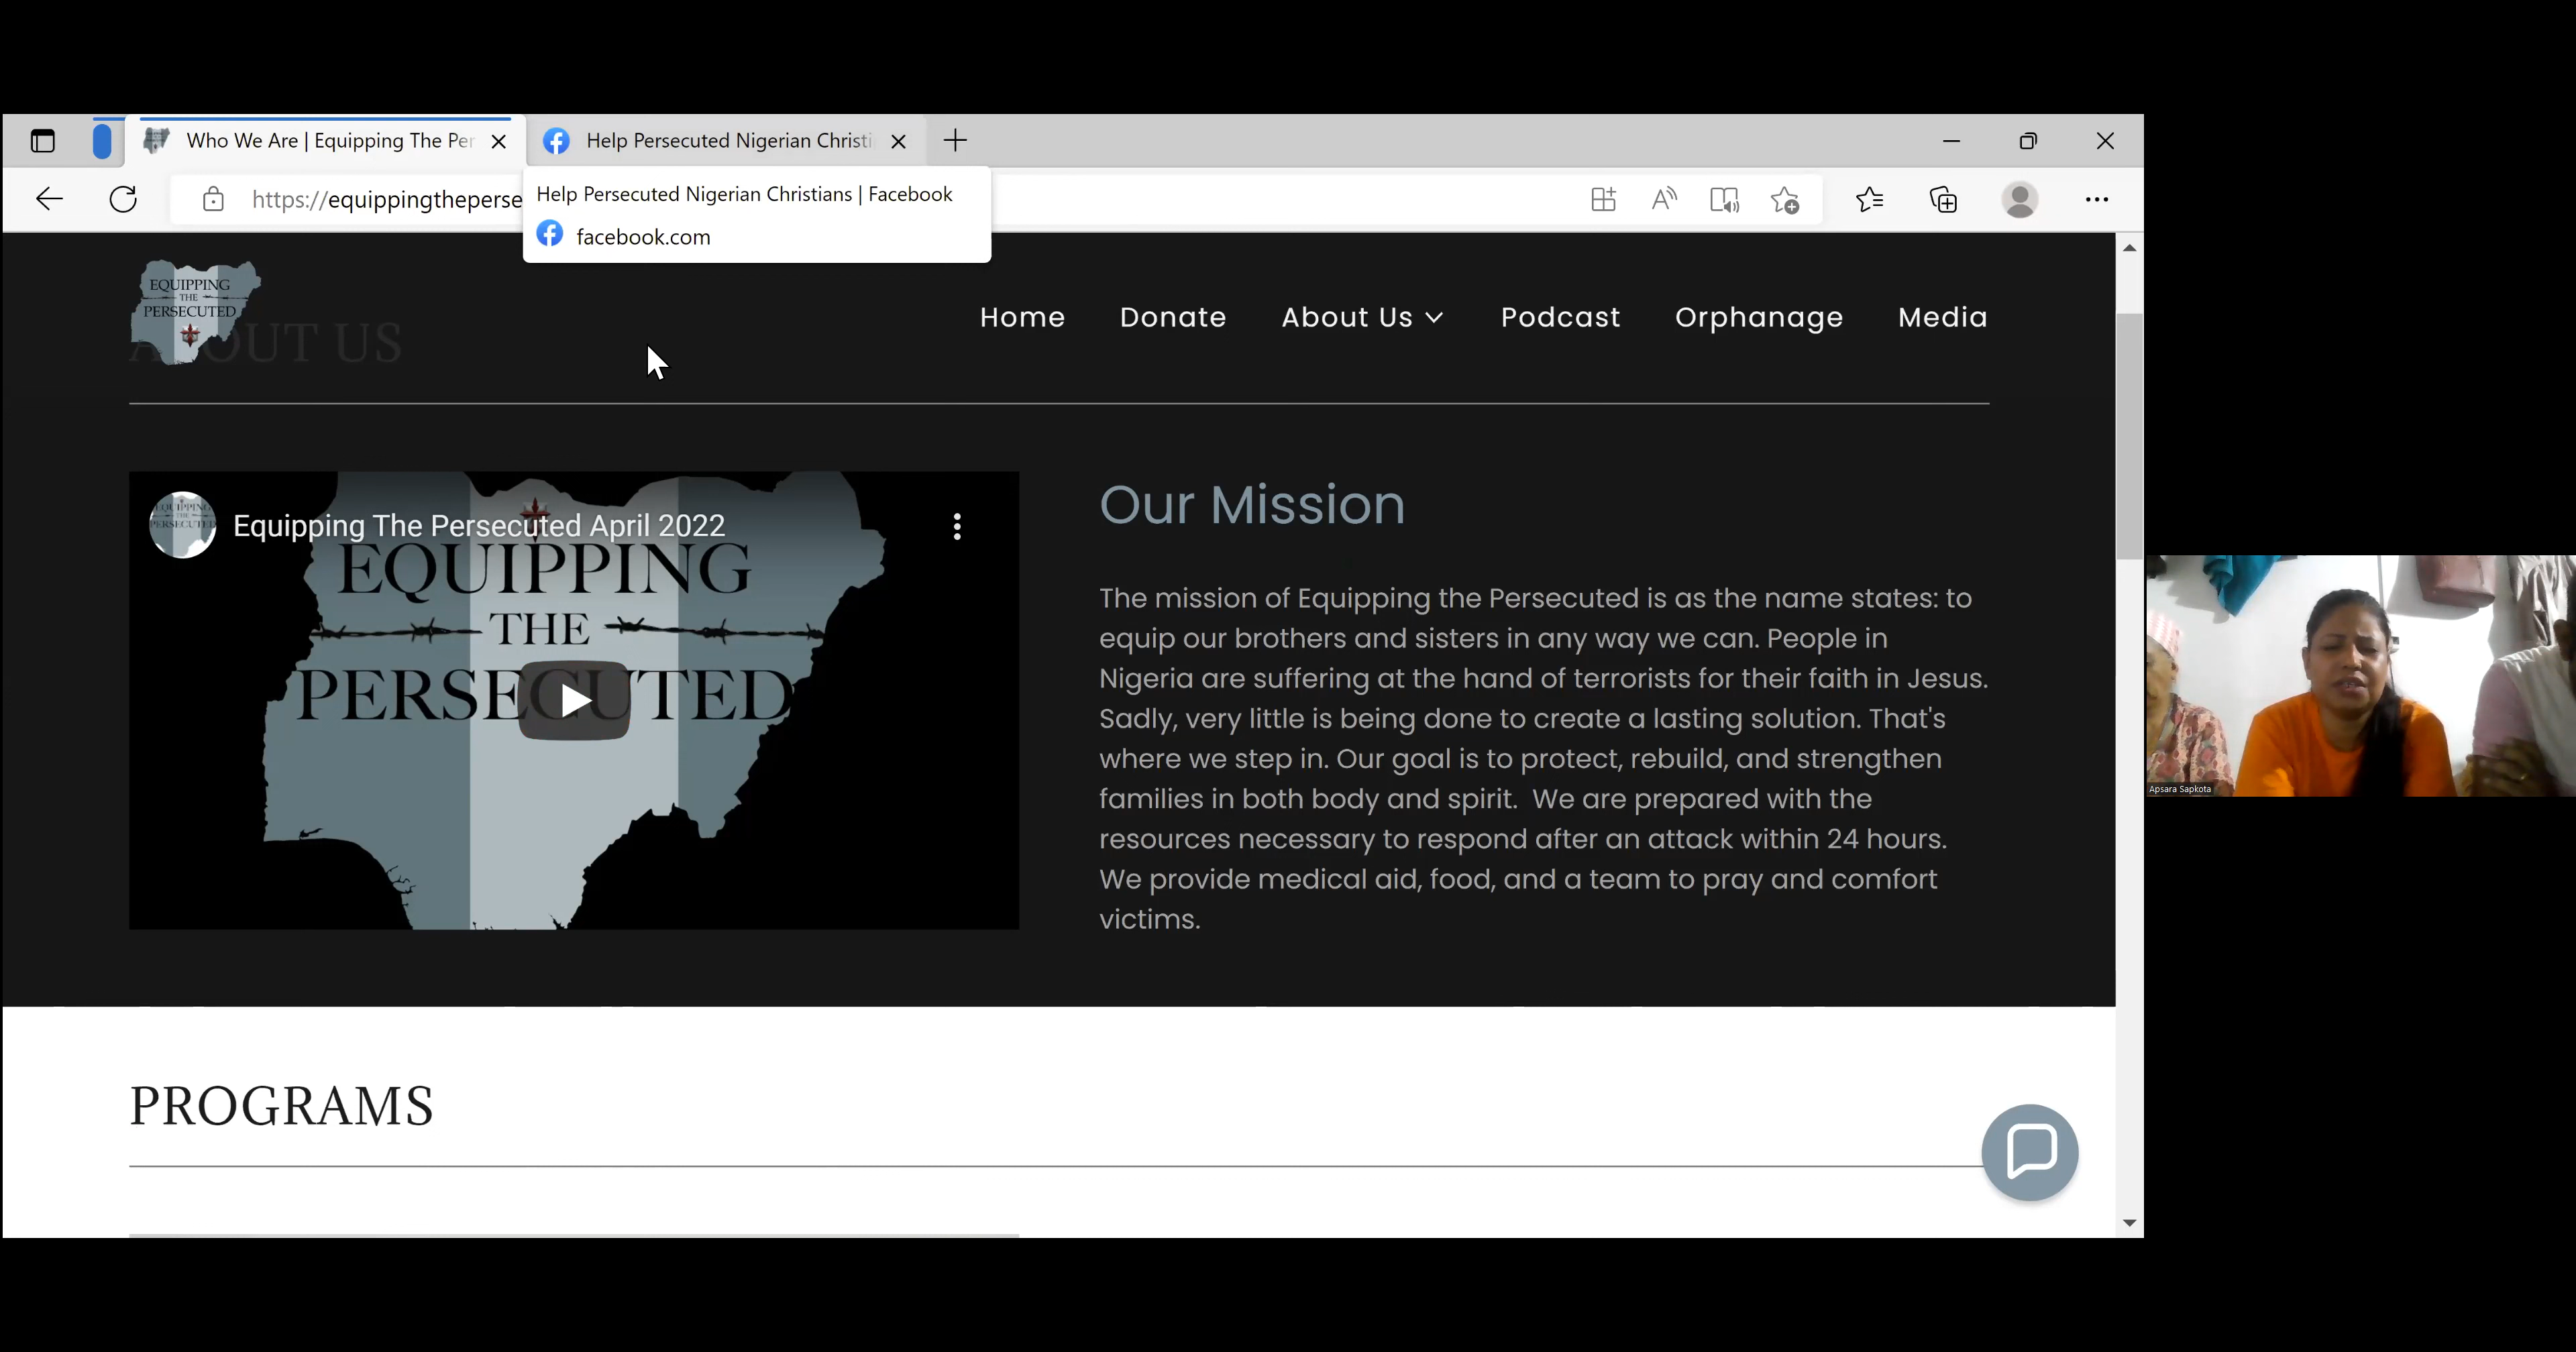 Who We Are | Equipping The Per
Help Persecuted Nigerian Christi
https://equippingtheperse
Help Persecuted Nigerian Christians | Facebook
facebook.com
EQUIPPING
THE
PERSECUTED
ABOUT US
Home
Donate
About Us
Podcast
Orphanage
Media
EQUIPPING
THE
PERSECUTED
Equipping The Persecuted April 2022
EQUIPPING
THE
PERSECUTED
Our Mission
The mission of Equipping the Persecuted is as the name states: to
equip our brothers and sisters in any way we can. People in
Nigeria are suffering at the hand of terrorists for their faith in Jesus.
Sadly, very little is being done to create a lasting solution. That's
where we step in. Our goal is to protect, rebuild, and strengthen
families in both body and spirit.  We are prepared with the
resources necessary to respond after an attack within 24 hours.
We provide medical aid, food, and a team to pray and comfort
victims.
Apsara Sapkota
PROGRAMS